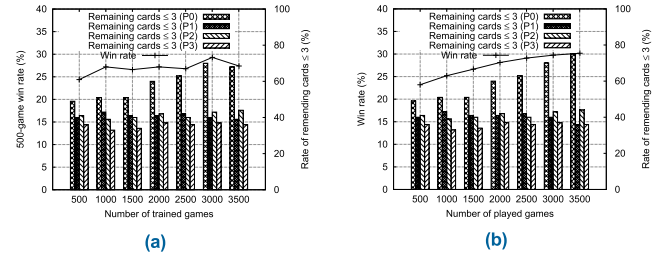 Remaining cards ≤ 3 (P0)
Remaining cards ≤ 3 (P1)
Remaining cards ≤ 3 (P2)
Remaining cards ≤ 3 (P3)
Win rate
40
35
30
25
20
15
10
5
0
100
80
60
40
20
0
500-game win rate (%)
Rate of remending cards ≤ 3 (%)
500 1000 1500 2000 2500 3000 3500
Number of trained games
(a)
Remaining cards ≤ 3 (P0)
Remaining cards ≤ 3 (P1)
Remaining cards ≤ 3 (P2)
Remaining cards ≤ 3 (P3)
Win rate
40
35
30
25
20
15
10
5
0
100
80
60
40
20
0
Win rate (%)
Rate of remending cards ≤ 3 (%)
500 1000 1500 2000 2500 3000 3500
Number of played games
(b)